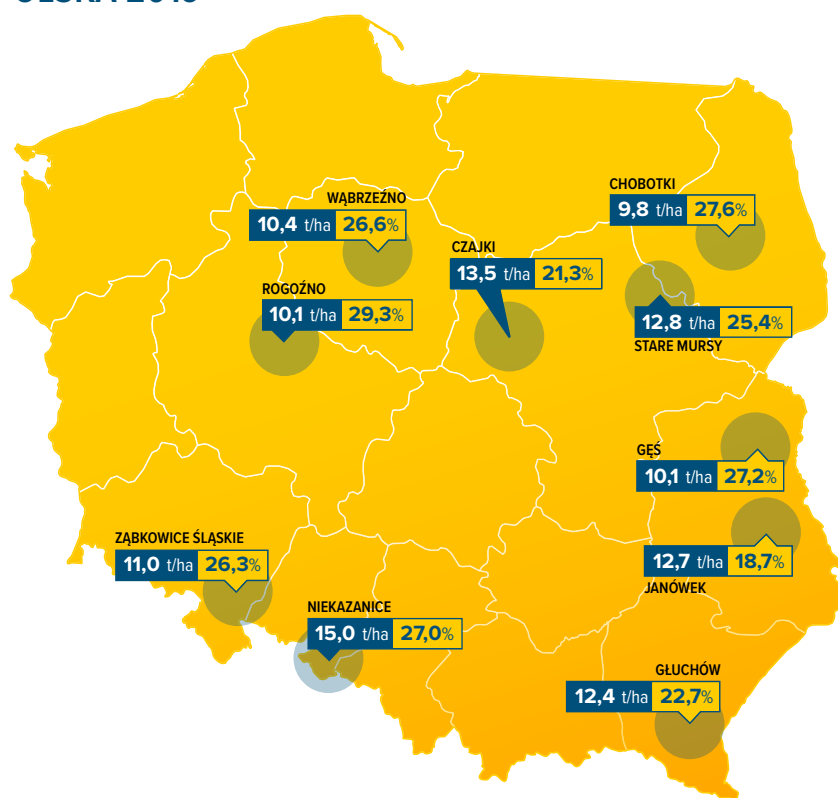 WĄBRZEŹNO
10,4 t/ha 26,6%
CHOBOTKI
9,8 t/ha 27,6%
CZAJKI
13,5 t/ha 21,3%
ROGOŹNO
10,1 t/ha 29,3%
12,8 t/ha 25,4%
STARE MURSY
GĘŚ
10,1 t/ha 27,2%
ZĄBKOWICE ŚLĄSKIE
11,0 t/ha 26,3%
12,7 t/ha 18,7%
JANÓWEK
NIEKAZANICE
15,0 t/ha 27,0%
GŁUCHÓW
12,4 t/ha 22,7%